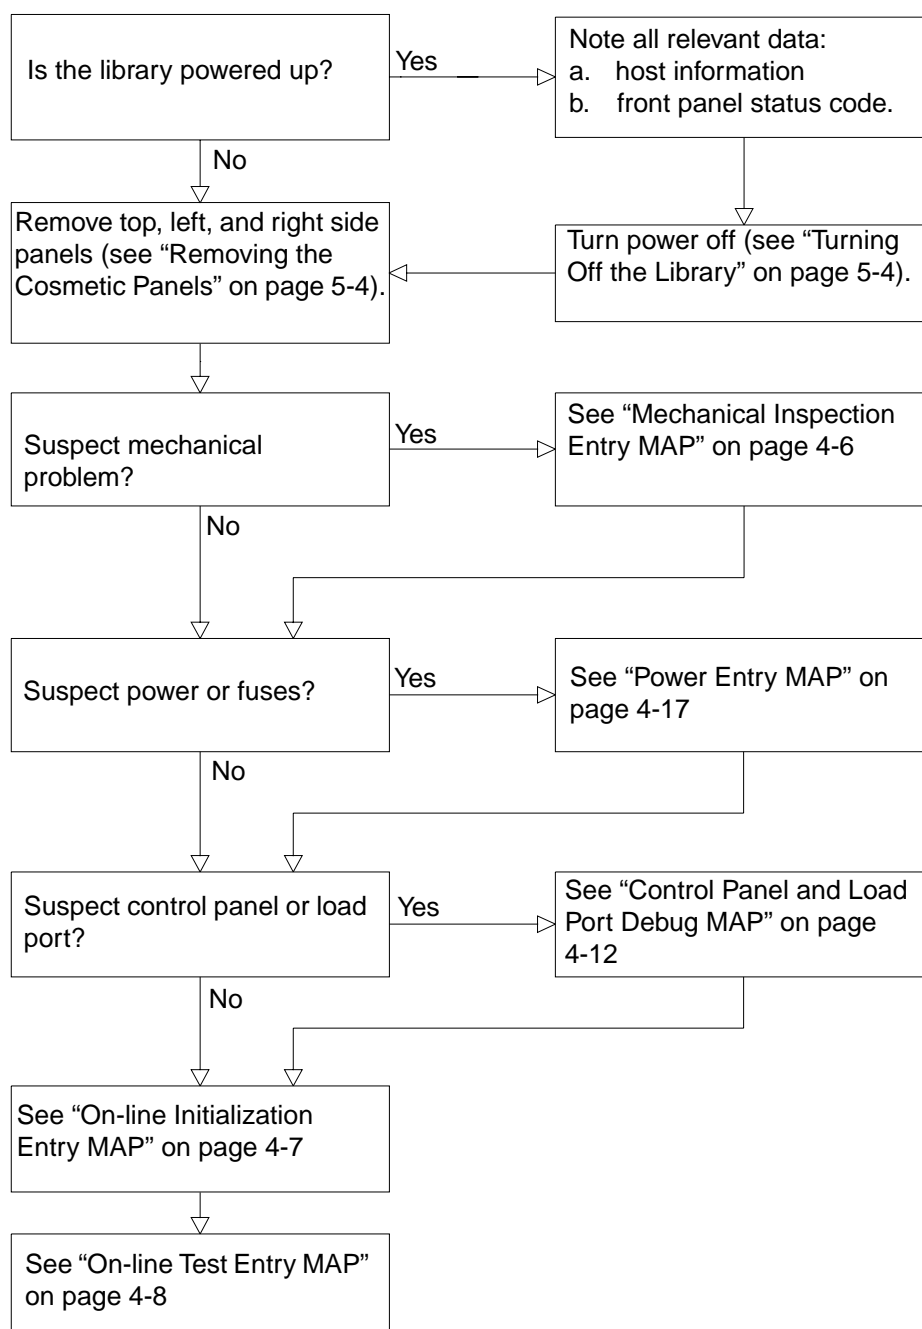 Is the library powered up?
Yes
Note all relevant data:
a. host information
b. front panel status code.
No
Remove top, left, and right side
panels (see “Removing the
Cosmetic Panels” on page 5-4).
Turn power off (see “Turning
Off the Library” on page 5-4).
Suspect mechanical
problem?
Yes
See “Mechanical Inspection
Entry MAP” on page 4-6
No
Suspect power or fuses?
Yes
See “Power Entry MAP” on
page 4-17
No
Suspect control panel or load
port?
Yes
See “Control Panel and Load
Port Debug MAP” on page
4-12
No
See “On-line Initialization
Entry MAP” on page 4-7
See “On-line Test Entry MAP”
on page 4-8